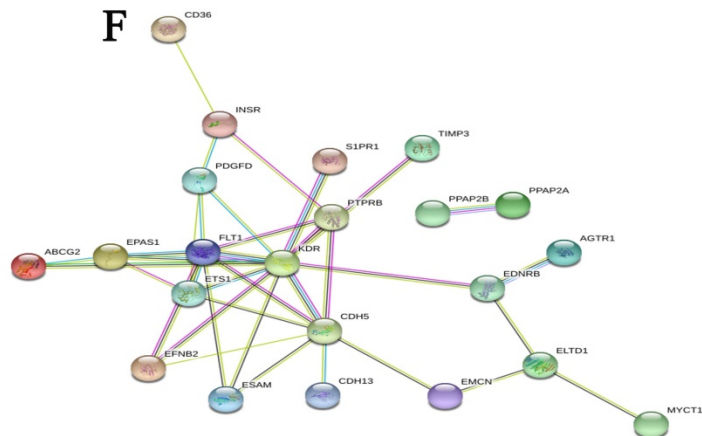 F
CD36
INSR
TIMP3
S1PR1
PDGFD
PTPRB
PPAP2B
PPAP2A
ABCG2
EPAS1
FLT1
KDR
AGTR1
ETS1
EDNRB
CDH5
EFNB2
ESAM
CDH13
EMCN
ELTD1
MYCT1